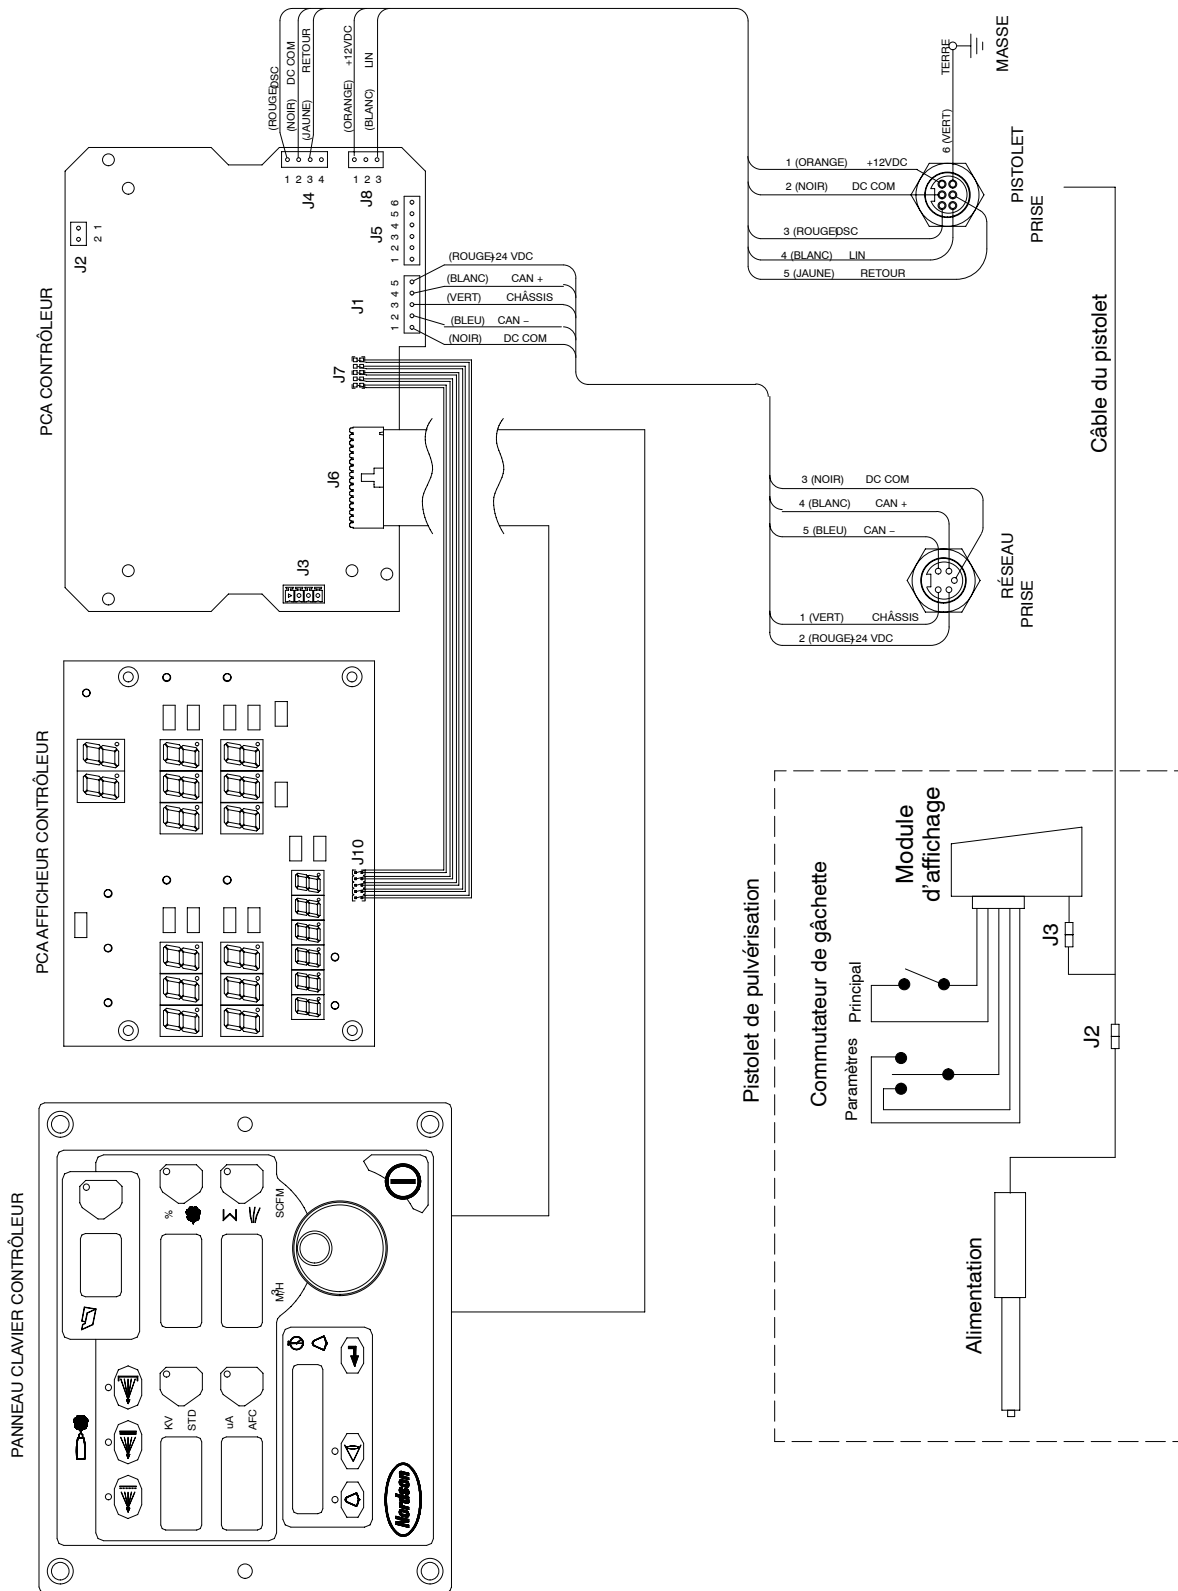 PANNEAU CLAVIER CONTRÔLEUR
KV
STD
uA
AFC
%
M3/H
SCFM
Nordson
PCA AFFICHEUR CONTRÔLEUR
J10
PCA CONTRÔLEUR
J2
2 1
J3
J6
J7
J1
1 2 3 4 5
J5
1 2 3 4 5 6
J4
1 2 3 4
J8
1 2 3
(ROUGE) OSC
(NOIR) DC COM
(JAUNE) RETOUR
(ORANGE) +12VDC
(BLANC) LIN
(ROUGE)+24 VDC
(BLANC) CAN +
(VERT) CHÂSSIS
(BLEU) CAN –
(NOIR) DC COM
1 (ORANGE) +12VDC
2 (NOIR) DC COM
3 (ROUGE)OSC
4 (BLANC) LIN
5 (JAUNE) RETOUR
6 (VERT)
TERRE
MASSE
PISTOLET
PRISE
3 (NOIR) DC COM
4 (BLANC) CAN +
5 (BLEU) CAN –
1 (VERT) CHÂSSIS
2 (ROUGE)+24 VDC
RÉSEAU
PRISE
Câble du pistolet
Pistolet de pulvérisation
Commutateur de gâchette
Paramètres
Principal
Module
d'affichage
J3
J2
Alimentation